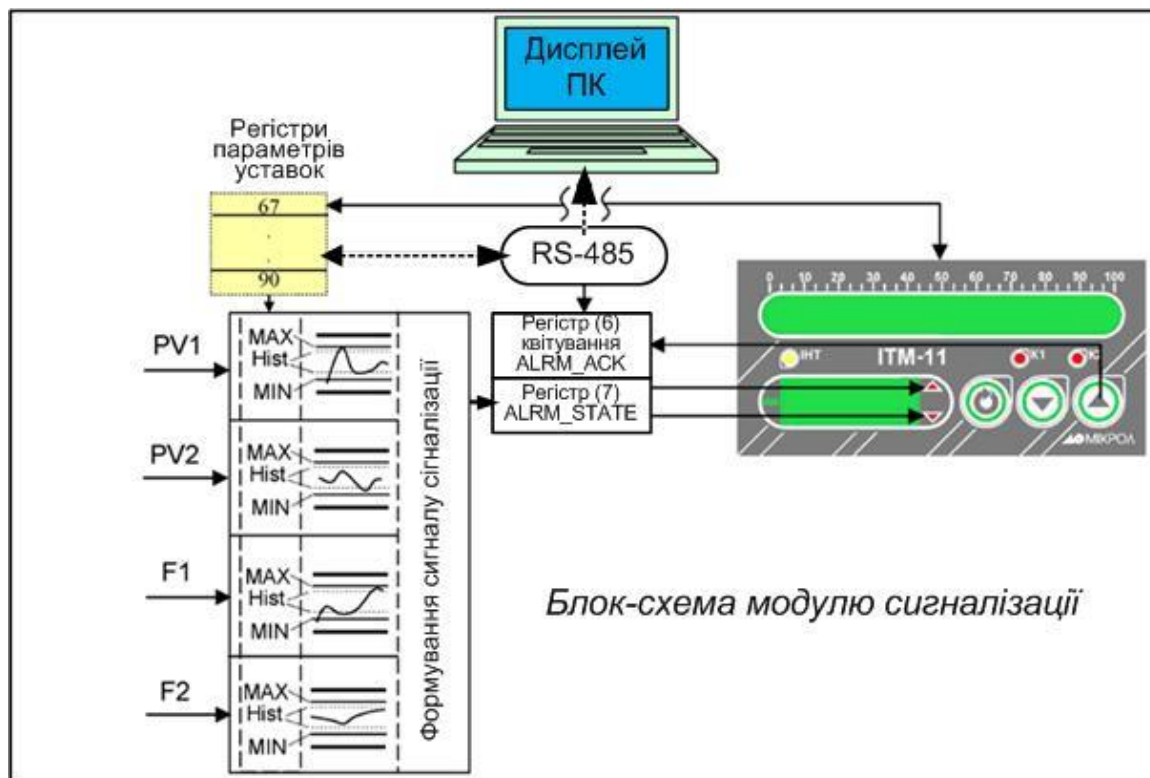 Дисплей
ПК
Регістри
параметрів
уставок
67
.
.
90
RS-485
Регістр (6)
квітування
ALRM_ACK
Регістр (7)
ALRM_STATE
0 10 20 30 40 50 60 70 80 90 100
ІНТ
ІТМ-11
К1
МІКРОЛ
PV1
MAX
Hist
MIN
PV2
MAX
Hist
MIN
F1
MAX
Hist
MIN
F2
MAX
Hist
MIN
Формування сигналу сігналізації
Блок-схема модулю сигналізації